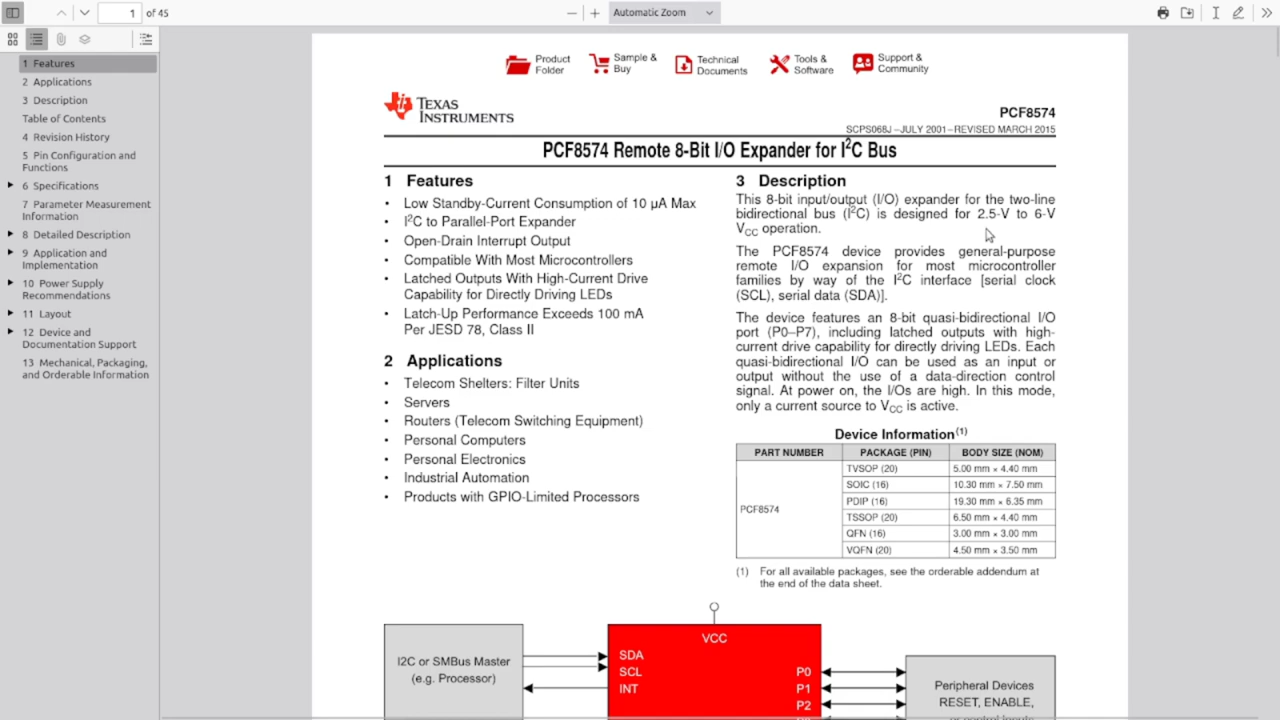 1 of 45
Automatic Zoom
1 Features
2 Applications
3 Description
Table of Contents
4 Revision History
5 Pin Configuration and
Functions
6 Specifications
7 Parameter Measurement
Information
8 Detailed Description
9 Application and
Implementation
10 Power Supply
Recommendations
11 Layout
12 Device and
Documentation Support
13 Mechanical, Packaging,
and Orderable Information
Product
Folder
Sample &
Buy
Technical
Documents
Tools &
Software
Support &
Community
TEXAS
INSTRUMENTS
PCF8574
SCPS068J –JULY 2001–REVISED MARCH 2015
PCF8574 Remote 8-Bit I/O Expander for I²C Bus
1 Features
• Low Standby-Current Consumption of 10 μA Max
• I²C to Parallel-Port Expander
• Open-Drain Interrupt Output
• Compatible With Most Microcontrollers
• Latched Outputs With High-Current Drive
Capability for Directly Driving LEDs
• Latch-Up Performance Exceeds 100 mA
Per JESD 78, Class II
2 Applications
• Telecom Shelters: Filter Units
• Servers
• Routers (Telecom Switching Equipment)
• Personal Computers
• Personal Electronics
• Industrial Automation
• Products with GPIO-Limited Processors
3 Description
This 8-bit input/output (I/O) expander for the two-line
bidirectional bus (I²C) is designed for 2.5-V to 6-V
VCC operation.
The PCF8574 device provides general-purpose
remote I/O expansion for most microcontroller
families by way of the I²C interface [serial clock
(SCL), serial data (SDA)].
The device features an 8-bit quasi-bidirectional I/O
port (P0–P7), including latched outputs with high-
current drive capability for directly driving LEDs. Each
quasi-bidirectional I/O can be used as an input or
output without the use of a data-direction control
signal. At power on, the I/Os are high. In this mode,
only a current source to VCC is active.
Device Information(1)
PART NUMBER PACKAGE (PIN) BODY SIZE (NOM)
TVSOP (20) 5.00 mm × 4.40 mm
SOIC (16) 10.30 mm × 7.50 mm
PDIP (16) 19.30 mm × 6.35 mm
PCF8574
TSSOP (20) 6.50 mm × 4.40 mm
QFN (16) 3.00 mm × 3.00 mm
VQFN (20) 4.50 mm × 3.50 mm
(1) For all available packages, see the orderable addendum at
the end of the data sheet.
I2C or SMBus Master
(e.g. Processor)
VCC
SDA
SCL
INT
P0
P1
P2
Peripheral Devices
RESET, ENABLE,